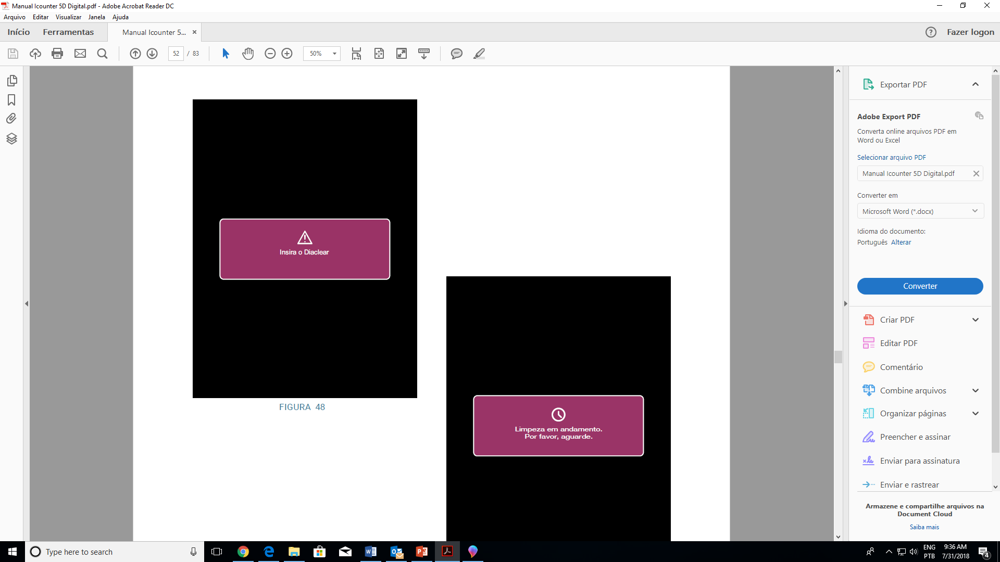 Manual Icounter 5D Digital.pdf - Adobe Acrobat Reader DC
Arquivo Editar Visualizar Janela Ajuda
Início Ferramentas Manual Icounter 5... Fazer logon
52 / 83 50%
Insira o Diaclear
FIGURA 48
Limpeza em andamento.
Por favor, aguarde.
Exportar PDF
Adobe Export PDF
Converta online arquivos PDF em
Word ou Excel
Selecionar arquivo PDF
Manual Icounter 5D Digital.pdf
Converter em
Microsoft Word (*.docx)
Idioma do documento:
Português Alterar
Converter
Criar PDF
Editar PDF
Comentário
Combine arquivos
Organizar páginas
Preencher e assinar
Enviar para assinatura
Enviar e rastrear
Armazene e compartilhe arquivos na
Document Cloud
Saiba mais
Type here to search
ENG
PTB
9:36 AM
7/31/2018
4